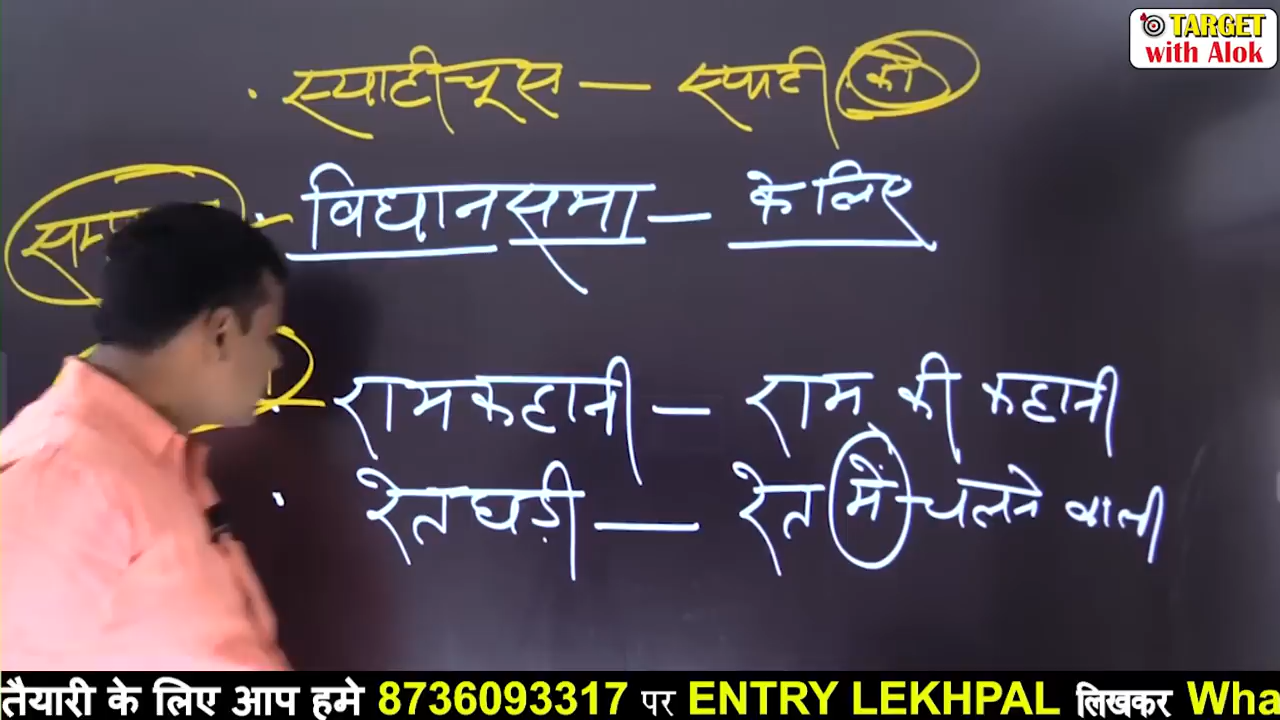 TARGET
with Alok
स्याहीचूस — स्याही को
विधानसभा — के लिए
रामकहानी — राम की कहानी
रेतघड़ी — रेत में चलने वाली
तैयारी के लिए आप हमे 8736093317 पर ENTRY LEKHPAL लिखकर Wha